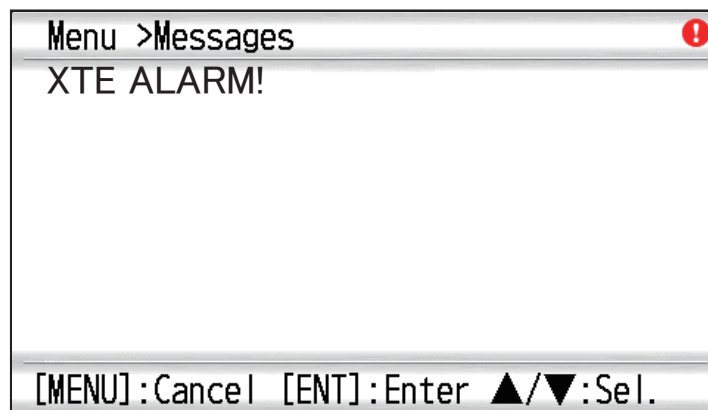 Menu >Messages
XTE ALARM!
[MENU]:Cancel [ENT]:Enter ▲/▼:Sel.